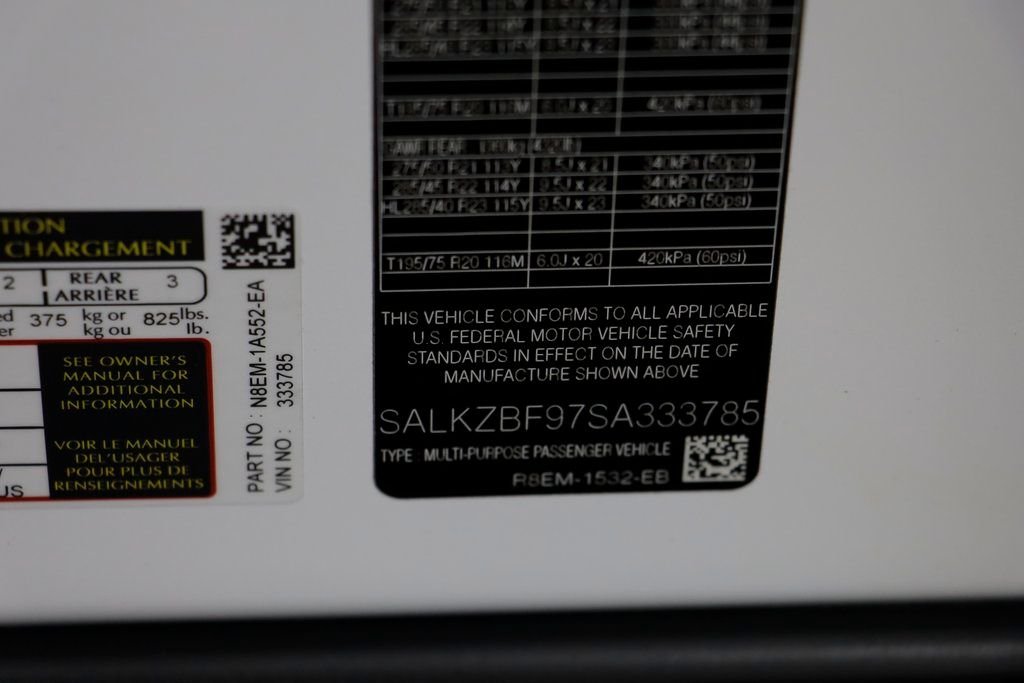 TION
CHARGEMENT
2 REAR 3
ARRIÈRE
375 kg or 825 lbs.
kg ou lb.
SEE OWNER'S
MANUAL FOR
ADDITIONAL
INFORMATION
VOIR LE MANUEL
DEL'USAGER
POUR PLUS DE
RENSEIGNEMENTS
US
PART NO : N8EM-1A552-EA
VIN NO : 333785
T195/75 R20 116M 6.0J x 20 420kPa (60psi)
275/50 R21 113Y 8.5J x 21 340kPa (50psi)
285/45 R22 114Y 9.5J x 22 340kPa (50psi)
HL285/40 R23 115Y 9.5J x 23 340kPa (50psi)
T195/75 R20 116M 6.0J x 20 420kPa (60psi)
THIS VEHICLE CONFORMS TO ALL APPLICABLE
U.S. FEDERAL MOTOR VEHICLE SAFETY
STANDARDS IN EFFECT ON THE DATE OF
MANUFACTURE SHOWN ABOVE
SALKZBF97SA333785
TYPE MULTI-PURPOSE PASSENGER VEHICLE
R8EM-1532-EB